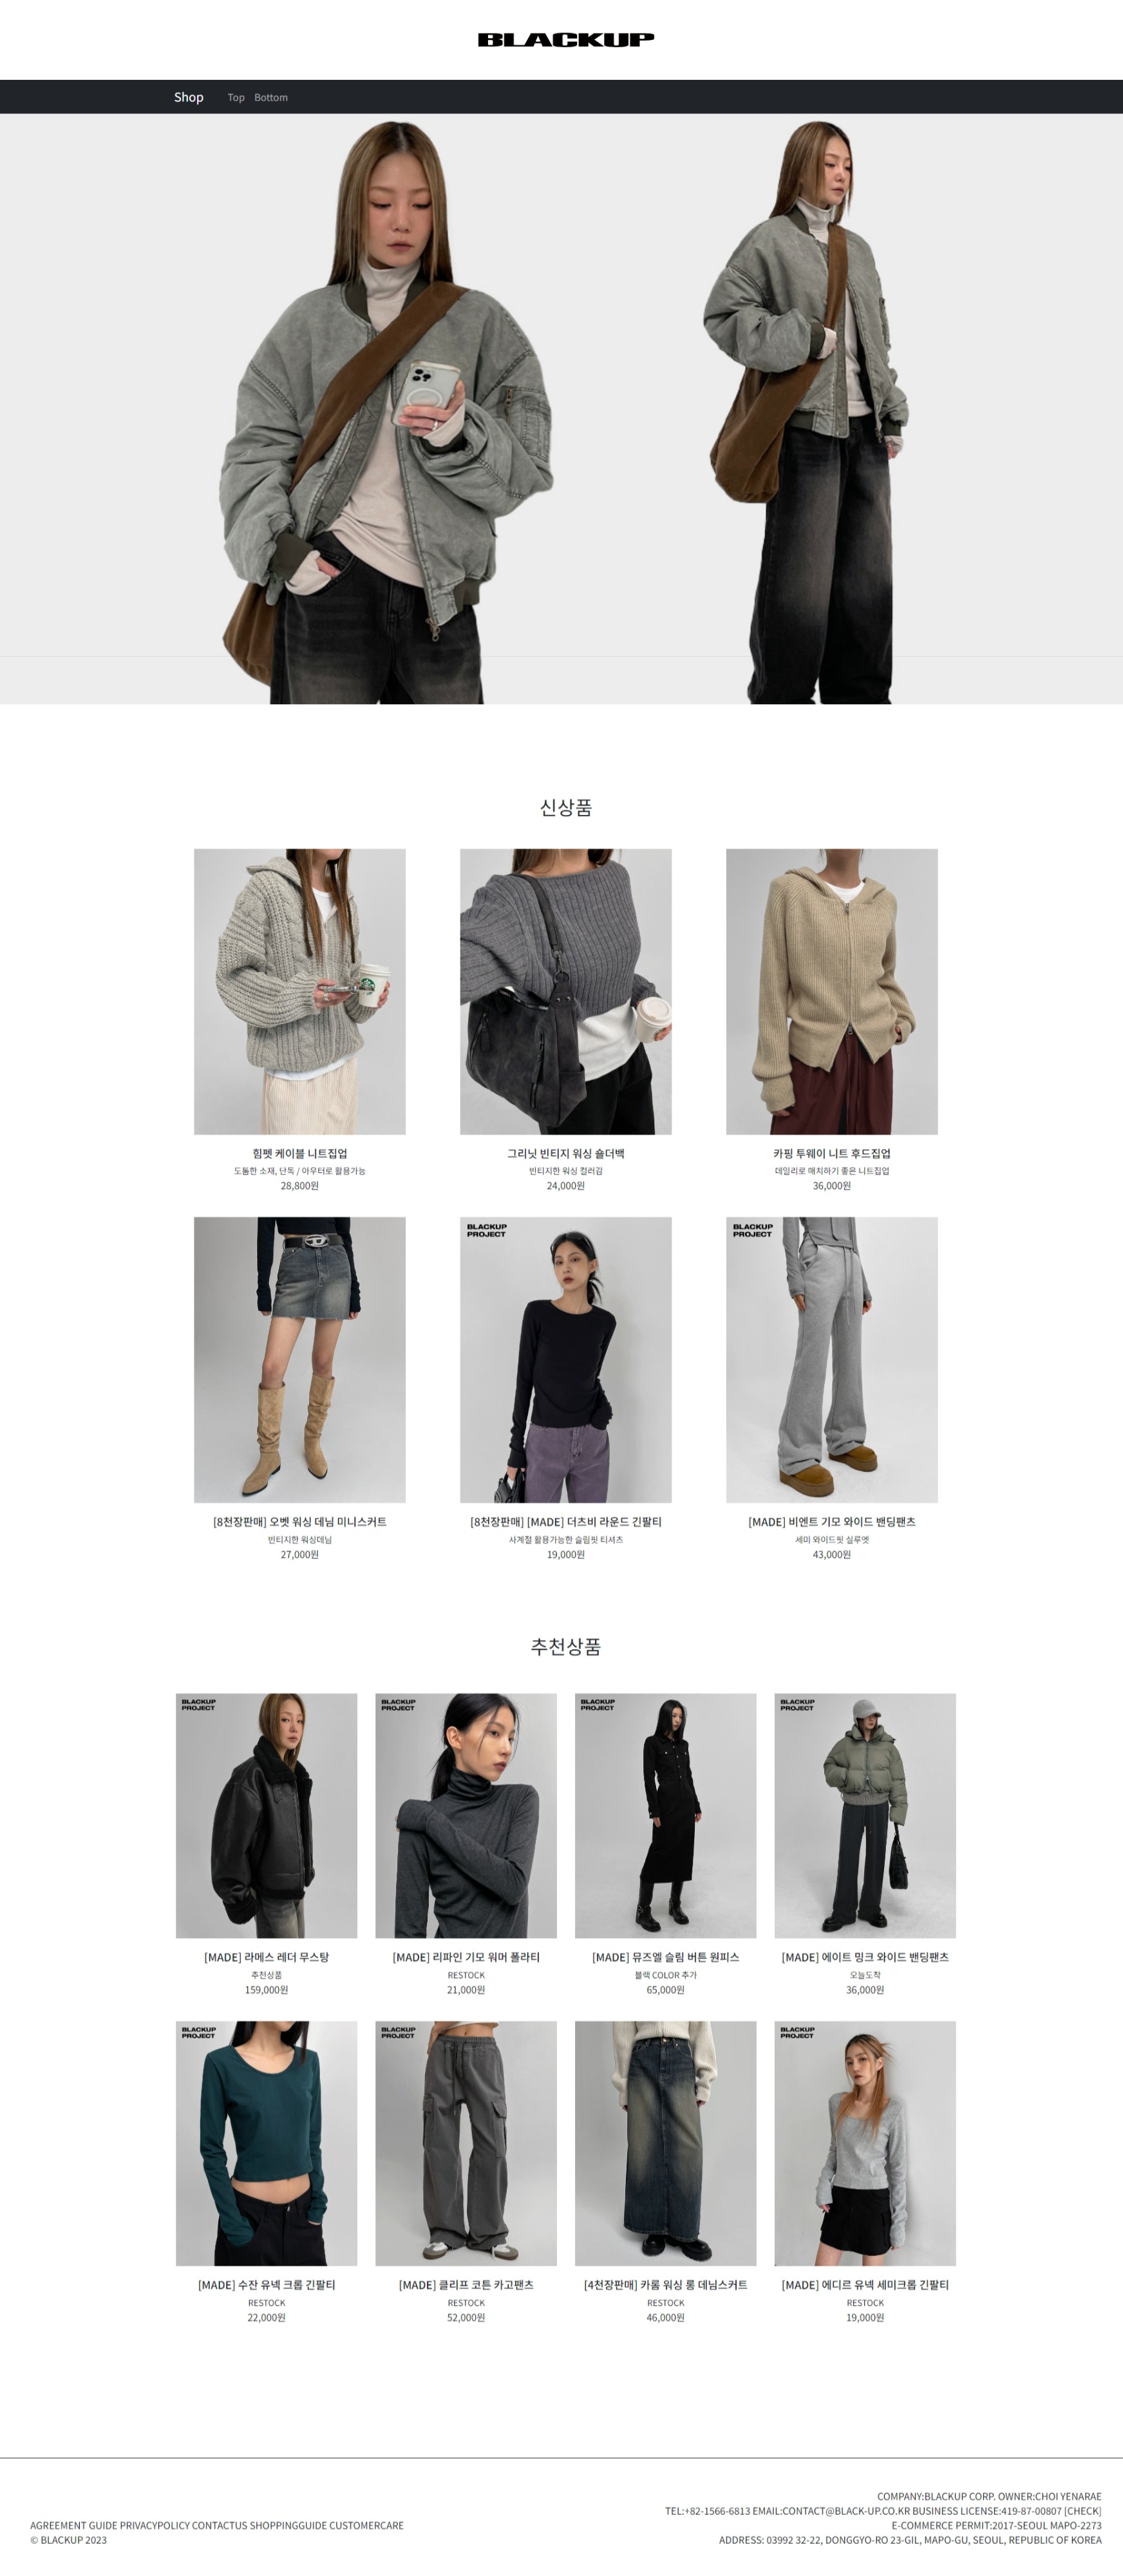 BLACKUP
Shop Top Bottom
신상품
힘펫 케이블 니트집업
도톰한 소재, 단독 / 아우터로 활용가능
28,800원
그리닛 빈티지 워싱 숄더백
빈티지한 워싱 컬러감
24,000원
카핑 투웨이 니트 후드집업
데일리로 매치하기 좋은 니트집업
36,000원
BLACKUP
PROJECT
BLACKUP
PROJECT
[8천장판매] 오벳 워싱 데님 미니스커트
빈티지한 워싱데님
27,000원
[8천장판매] [MADE] 더츠비 라운드 긴팔티
사계절 활용가능한 슬림핏 티셔츠
19,000원
[MADE] 비엔트 기모 와이드 밴딩팬츠
세미 와이드핏 실루엣
43,000원
추천상품
BLACKUP
PROJECT
BLACKUP
PROJECT
BLACKUP
PROJECT
BLACKUP
PROJECT
[MADE] 라메스 레더 무스탕
추천상품
159,000원
[MADE] 리파인 기모 워머 폴라티
RESTOCK
21,000원
[MADE] 뮤즈엘 슬림 버튼 원피스
블랙 COLOR 추가
65,000원
[MADE] 에이트 밍크 와이드 밴딩팬츠
오늘도착
36,000원
BLACKUP
PROJECT
BLACKUP
PROJECT
BLACKUP
PROJECT
[MADE] 수잔 유넥 크롭 긴팔티
RESTOCK
22,000원
[MADE] 클리프 코튼 카고팬츠
RESTOCK
52,000원
[4천장판매] 카롬 워싱 롱 데님스커트
RESTOCK
46,000원
[MADE] 에디르 유넥 세미크롭 긴팔티
RESTOCK
19,000원
AGREEMENT GUIDE PRIVACYPOLICY CONTACTUS SHOPPINGGUIDE CUSTOMERCARE
© BLACKUP 2023
COMPANY:BLACKUP CORP. OWNER:CHOI YENARAE
TEL:+82-1566-6813 EMAIL:CONTACT@BLACK-UP.CO.KR BUSINESS LICENSE:419-87-00807 [CHECK]
E-COMMERCE PERMIT:2017-SEOUL MAPO-2273
ADDRESS: 03992 32-22, DONGGYO-RO 23-GIL, MAPO-GU, SEOUL, REPUBLIC OF KOREA